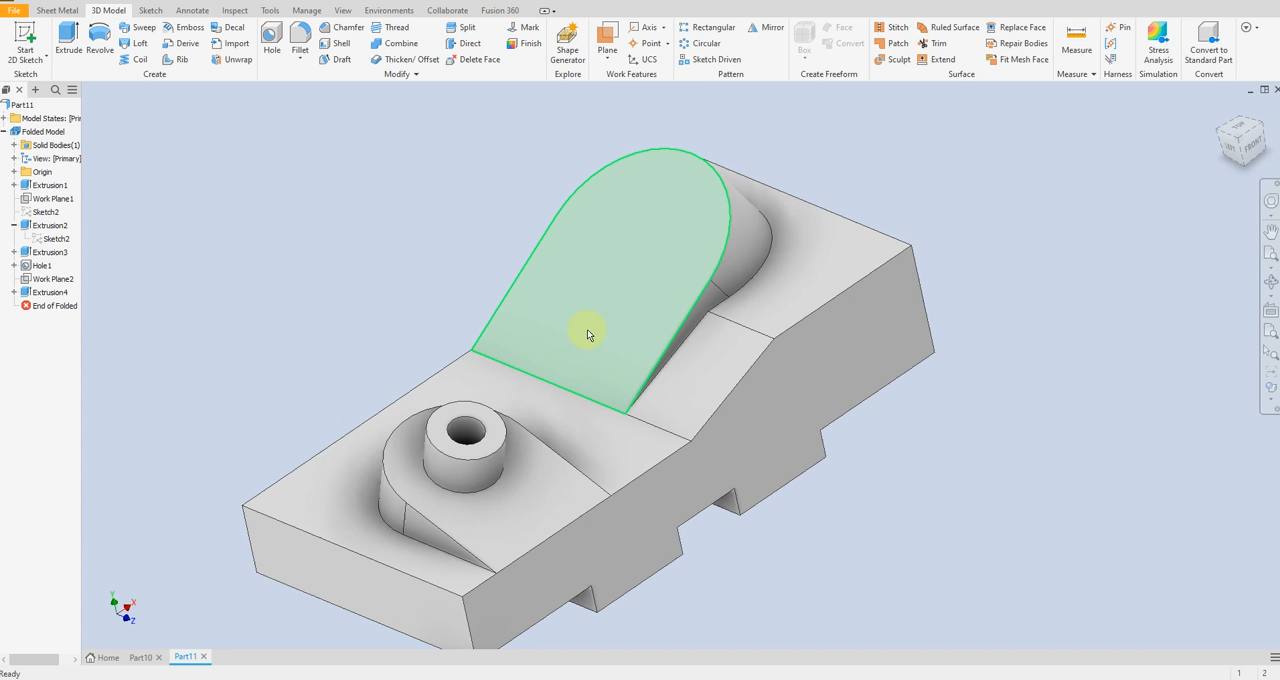 File Sheet Metal 3D Model Sketch Annotate Inspect Tools Manage View Environments Collaborate Fusion 360
Start 2D Sketch Extrude Revolve Sweep Emboss Decal Hole Fillet Chamfer Thread Split Mark Shape Generator Plane Axis Rectangular Mirror Box Face Stitch Ruled Surface Replace Face Measure Pin Stress Analysis Convert to Standard Part
Loft Derive Import Shell Combine Direct Finish Point Circular Convert Patch Trim Repair Bodies
Coil Rib Unwrap Draft Thicken/ Offset Delete Face UCS Sketch Driven Sculpt Extend Fit Mesh Face
Sketch Create Modify Explore Work Features Pattern Create Freeform Surface Measure Harness Simulation Convert
Part11
Model States: [Pri
Folded Model
Solid Bodies(1)
View: [Primary]
Origin
Extrusion1
Work Plane1
Sketch2
Extrusion2
Sketch2
Extrusion3
Hole1
Work Plane2
Extrusion4
End of Folded
TOP
LEFT FRONT
Y
X
Z
Home Part10 Part11
Ready 1 2